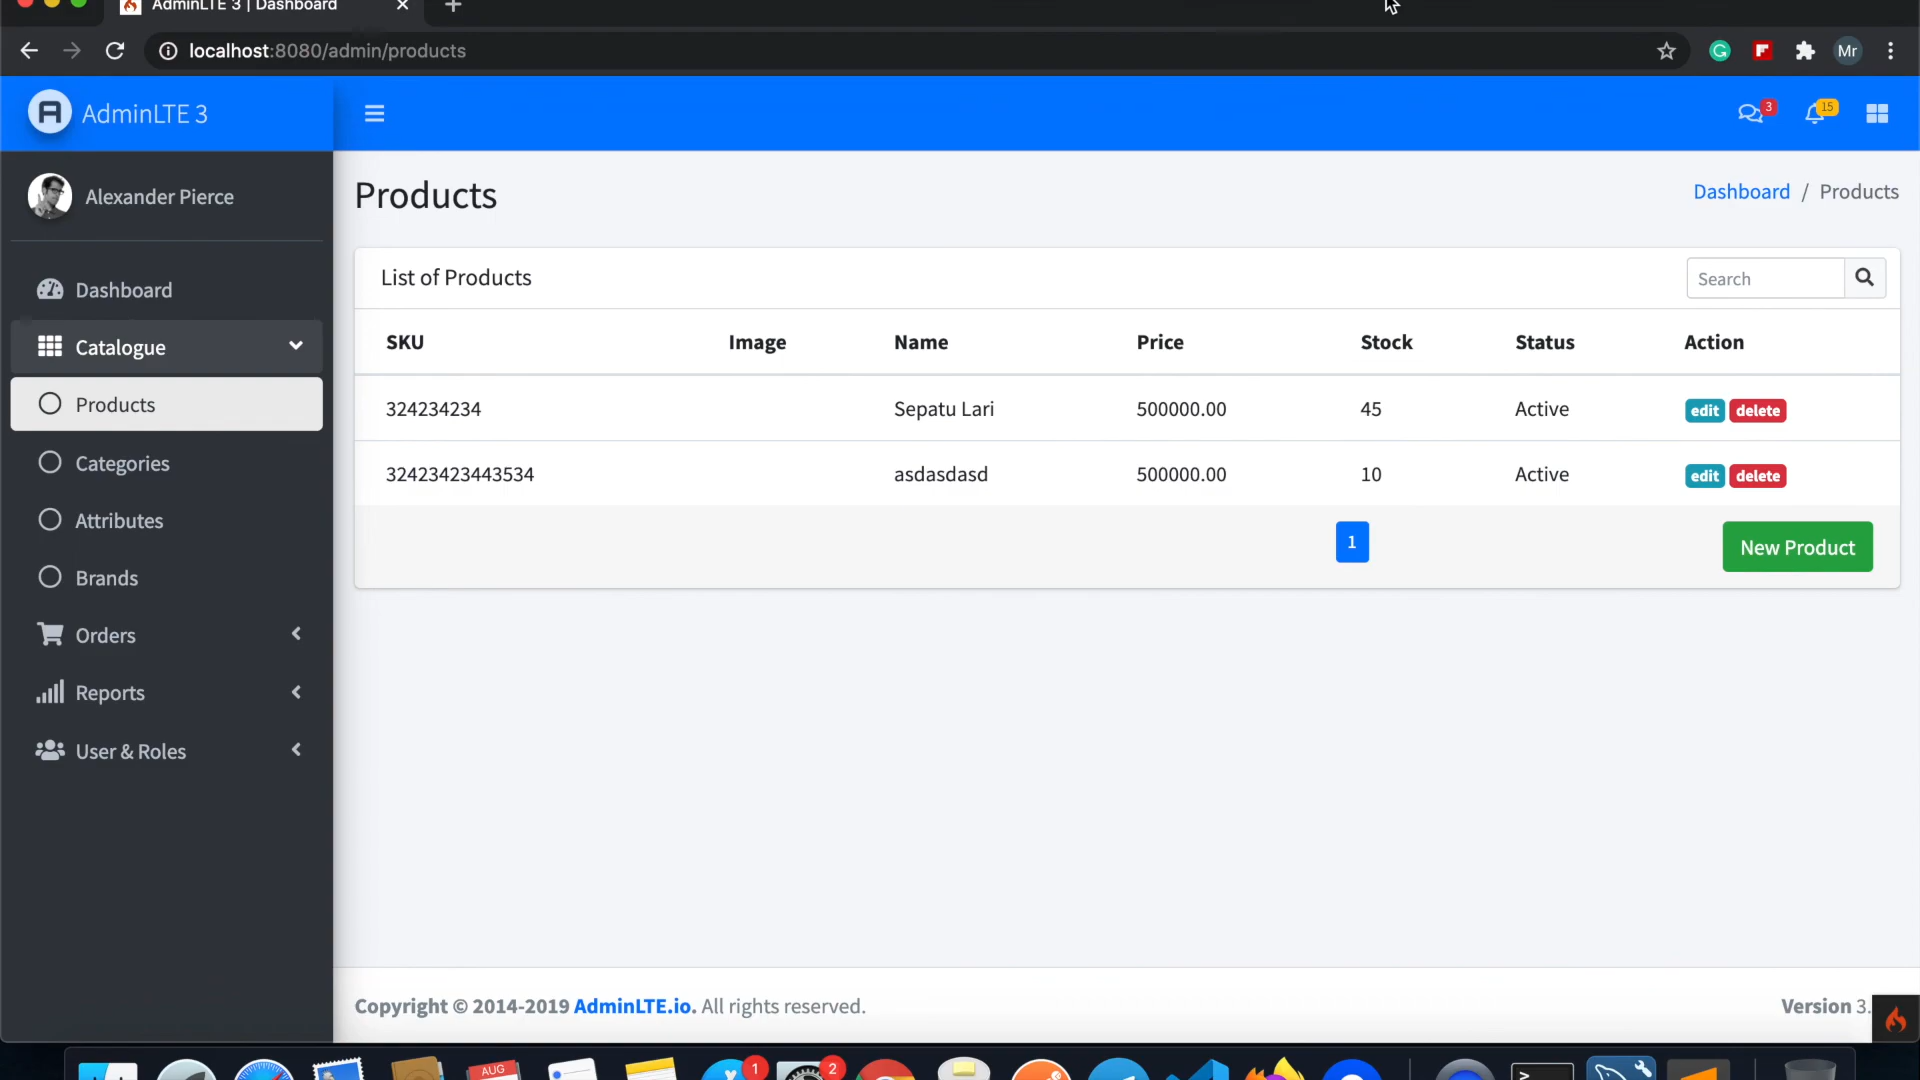 AdminLTE 3 | Dashboard
localhost:8080/admin/products
Mr
AdminLTE 3
3
15
Alexander Pierce
Products
Dashboard / Products
Dashboard
Catalogue
Products
Categories
Attributes
Brands
Orders
Reports
User & Roles
List of Products
Search
SKU Image Name Price Stock Status Action
324234234 Sepatu Lari 500000.00 45 Active edit delete
32423423443534 asdasdasd 500000.00 10 Active edit delete
1
New Product
Copyright © 2014-2019 AdminLTE.io. All rights reserved.
Version 3.
AUG
1
2